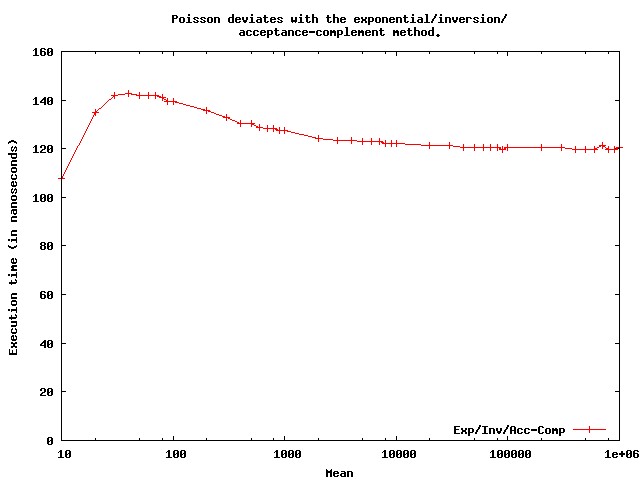 Poisson deviates with the exponential/inversion/
acceptance-complement method.
160
140
120
100
80
60
40
20
0
Execution time (in nanoseconds)
Exp/Inv/Acc-Comp
10 100 1000 10000 100000 1e+06
Mean